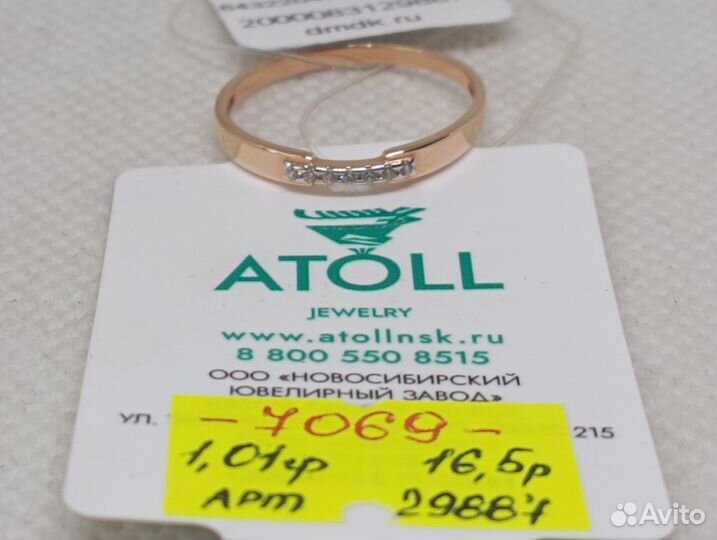 dmdk.ru
ATOLL
JEWELRY
www.atollnsk.ru
8 800 550 8515
ООО «НОВОСИБИРСКИЙ
ЮВЕЛИРНЫЙ ЗАВОД»
УЛ. 215
-7069-
1,01гр 16,5р
АРТ 29887
Avito